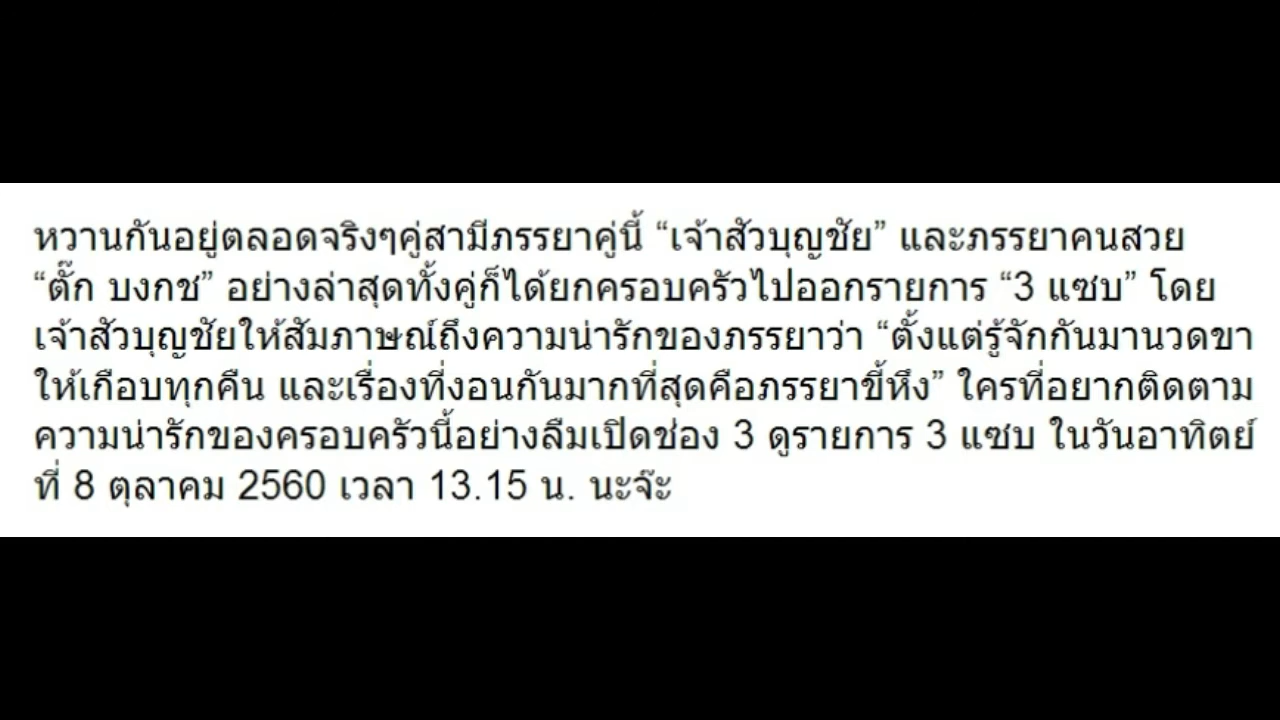 หวานกันอยู่ตลอดจริงๆคู่สามีภรรยาคู่นี้ “เจ้าสัวบุญชัย” และภรรยาคนสวย
“ตั๊ก บงกช” อย่างล่าสุดทั้งคู่ก็ได้ยกครอบครัวไปออกรายการ “3 แซบ” โดย
เจ้าสัวบุญชัยให้สัมภาษณ์ถึงความน่ารักของภรรยาว่า “ตั้งแต่รู้จักกันมานวดขา
ให้เกือบทุกคืน และเรื่องที่งอนกันมากที่สุดคือภรรยาขี้หึง” ใครที่อยากติดตาม
ความน่ารักของครอบครัวนี้อย่างลืมเปิดช่อง 3 ดูรายการ 3 แซบ ในวันอาทิตย์
ที่ 8 ตุลาคม 2560 เวลา 13.15 น. นะจ๊ะ